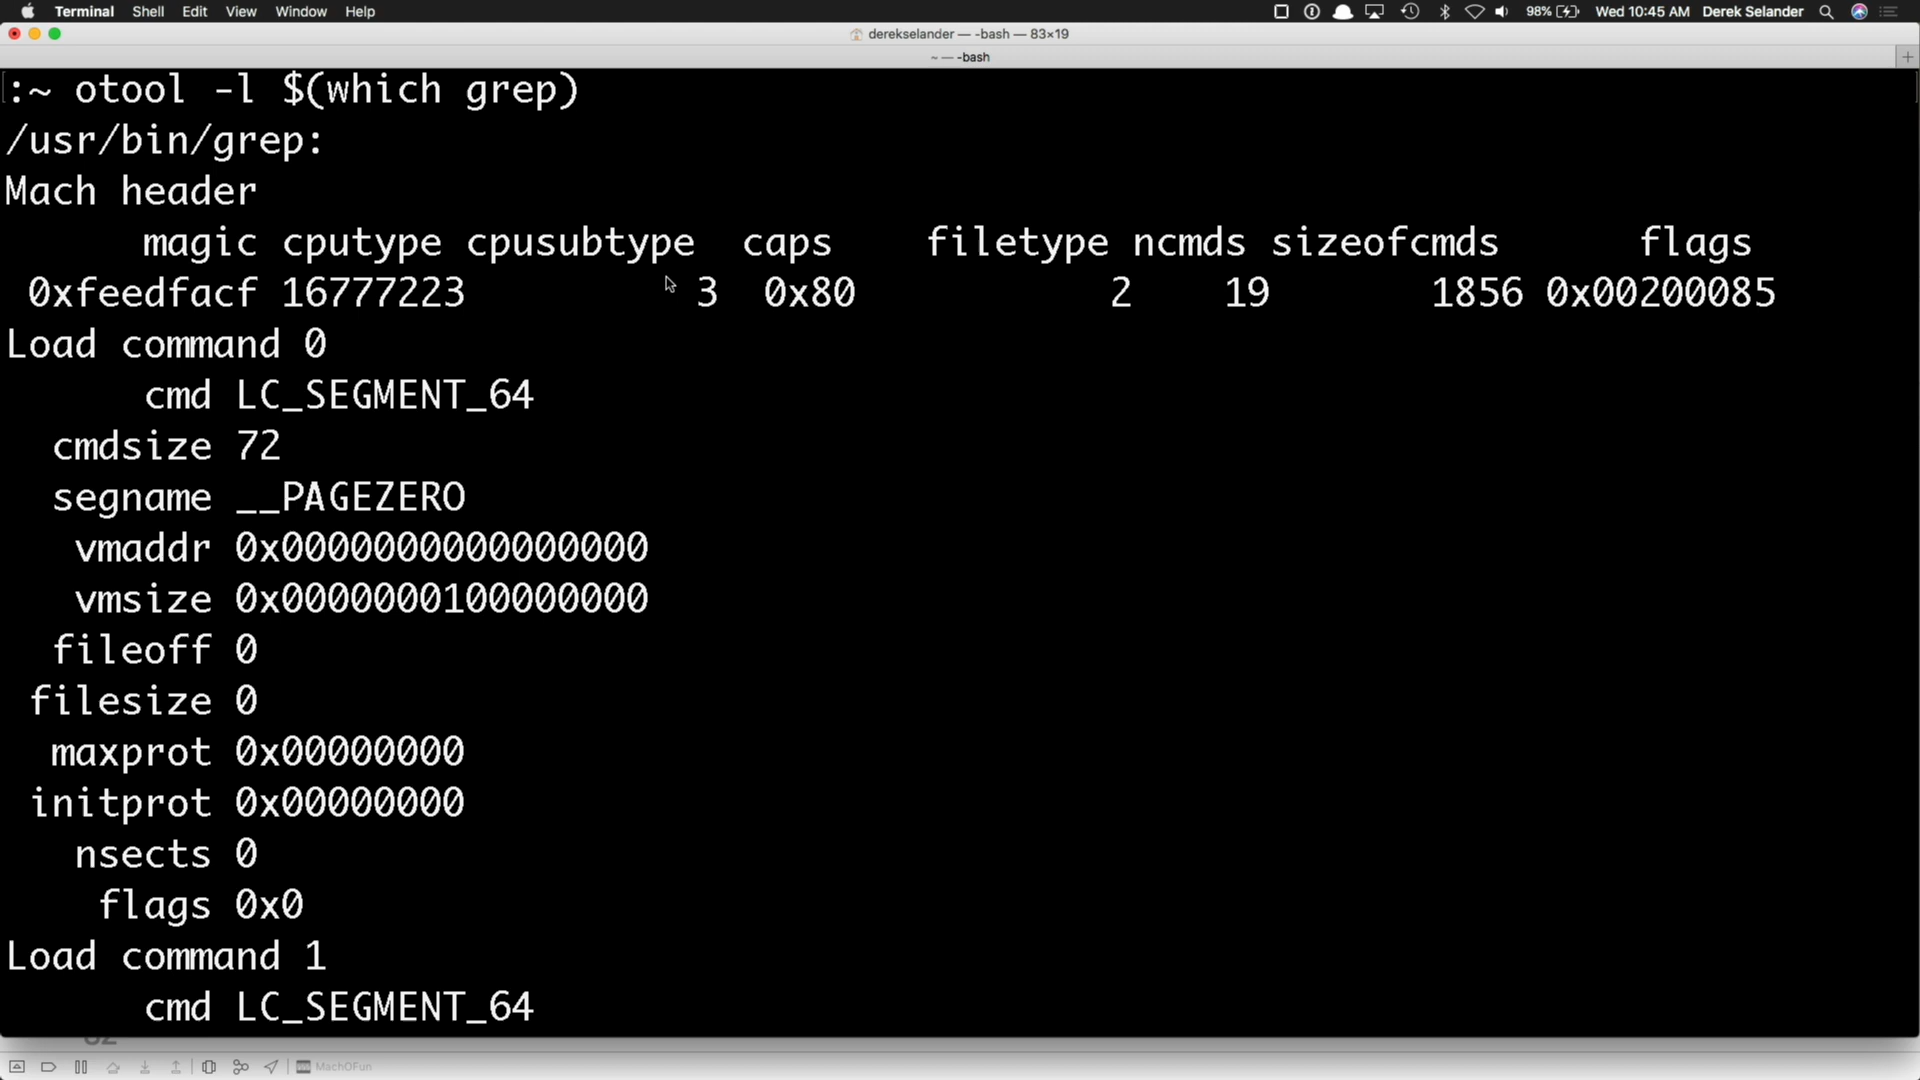 Terminal Shell Edit View Window Help 98% Wed 10:45 AM Derek Selander
derekselander — -bash — 83×19
~ — -bash
:~ otool -l $(which grep)
/usr/bin/grep:
Mach header
magic cputype cpusubtype caps filetype ncmds sizeofcmds flags
0xfeedfacf 16777223 3 0x80 2 19 1856 0x00200085
Load command 0
cmd LC_SEGMENT_64
cmdsize 72
segname __PAGEZERO
vmaddr 0x0000000000000000
vmsize 0x0000000100000000
fileoff 0
filesize 0
maxprot 0x00000000
initprot 0x00000000
nsects 0
flags 0x0
Load command 1
cmd LC_SEGMENT_64
MachOFun